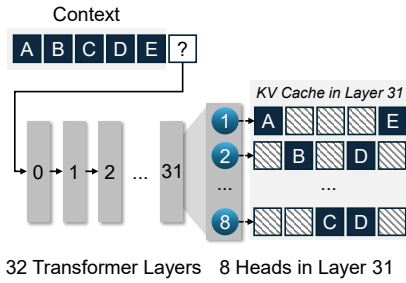 Context
A B C D E ?
KV Cache in Layer 31
1 A E
0 1 2 ... 31
2 B D
... ...
8 C D
32 Transformer Layers 8 Heads in Layer 31